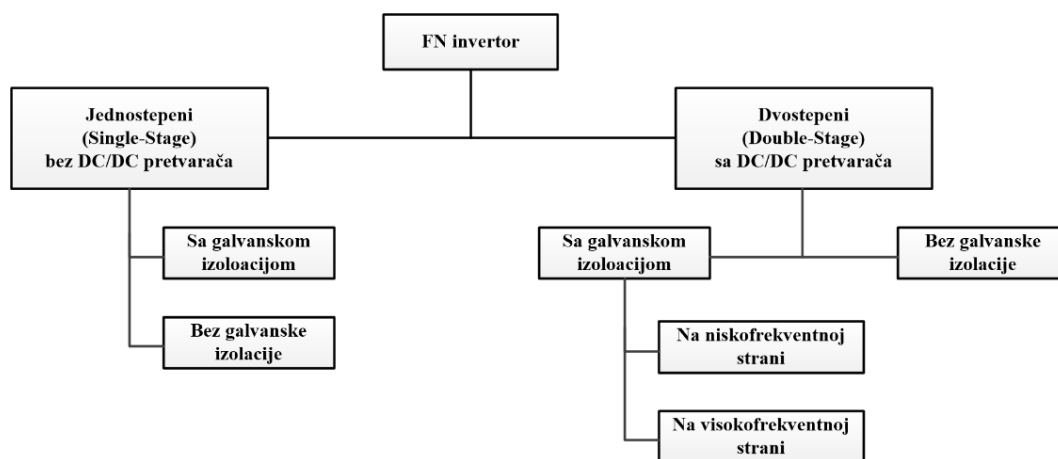 FN invertor
Jednostepeni
(Single-Stage)
bez DC/DC pretvarača
Dvostepeni
(Double-Stage)
sa DC/DC pretvarača
Sa galvanskom
izoloacijom
Bez galvanske
izolacije
Sa galvanskom
izoloacijom
Bez galvanske
izolacije
Na niskofrekventnoj
strani
Na visokofrekventnoj
strani